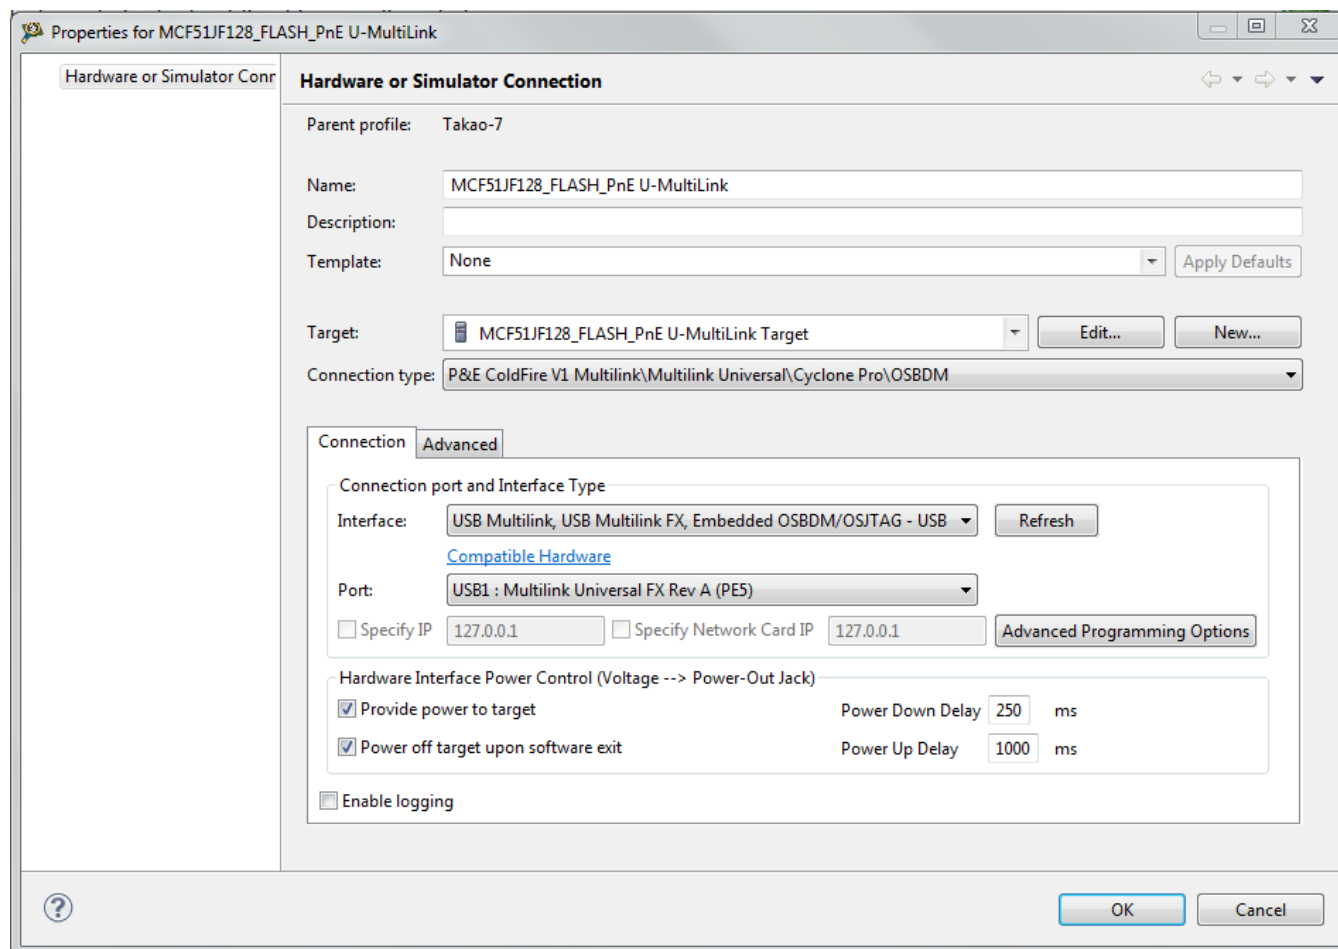 Properties for MCF51JF128_FLASH_PnE U-MultiLink
Hardware or Simulator Conr
Hardware or Simulator Connection
Parent profile: Takao-7
Name: MCF51JF128_FLASH_PnE U-MultiLink
Description:
Template: None Apply Defaults
Target: MCF51JF128_FLASH_PnE U-MultiLink Target Edit... New...
Connection type: P&E ColdFire V1 Multilink\Multilink Universal\Cyclone Pro\OSBDM
Connection Advanced
Connection port and Interface Type
Interface: USB Multilink, USB Multilink FX, Embedded OSBDM/OSJTAG - USB Refresh
Compatible Hardware
Port: USB1 : Multilink Universal FX Rev A (PE5)
Specify IP 127.0.0.1 Specify Network Card IP 127.0.0.1 Advanced Programming Options
Hardware Interface Power Control (Voltage --> Power-Out Jack)
Provide power to target Power Down Delay 250 ms
Power off target upon software exit Power Up Delay 1000 ms
Enable logging
? OK Cancel